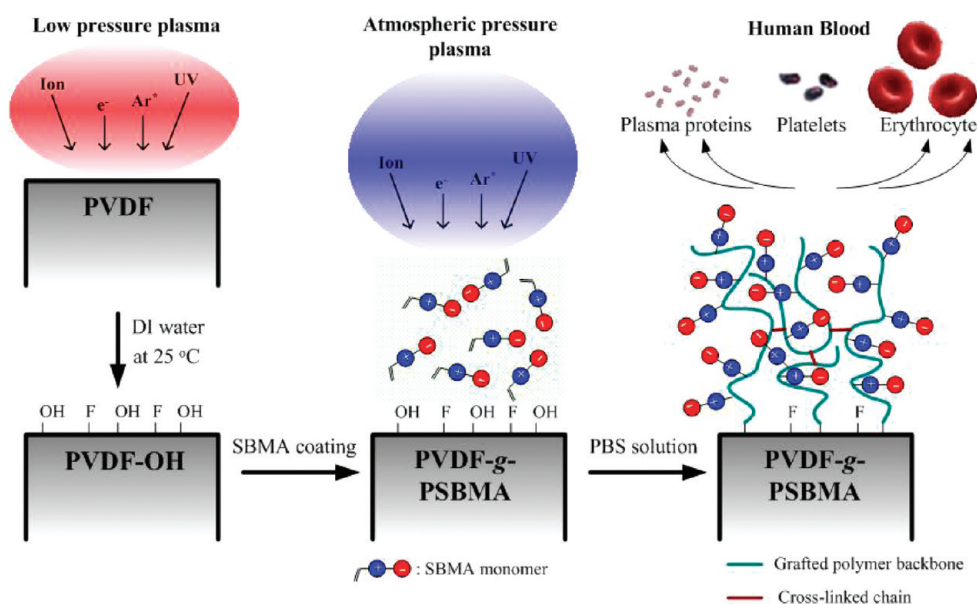 Low pressure plasma
Ion
e-
Ar*
UV
PVDF
DI water
at 25 °C
OH F OH F OH
PVDF-OH
SBMA coating
Atmospheric pressure
plasma
Ion
e-
Ar*
UV
OH F OH F OH
PVDF-g-
PSBMA
: SBMA monomer
PBS solution
Human Blood
Plasma proteins
Platelets
Erythrocyte
F F
PVDF-g-
PSBMA
Grafted polymer backbone
Cross-linked chain